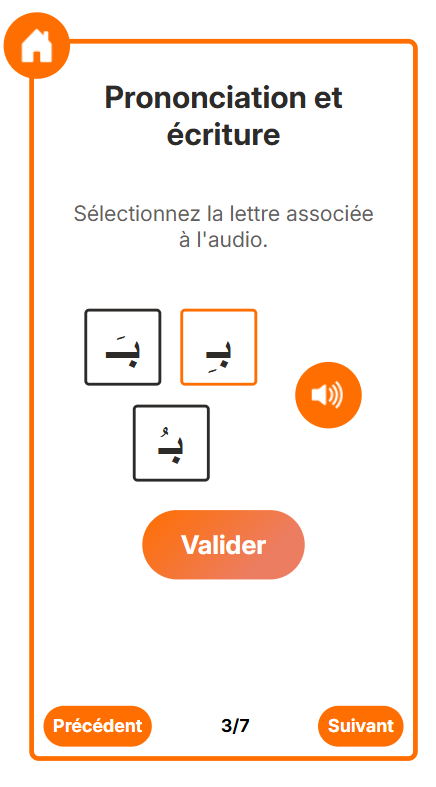 Prononciation et
écriture
Sélectionnez la lettre associée
à l'audio.
بَـ
بِـ
بُـ
Valider
Précédent
3/7
Suivant